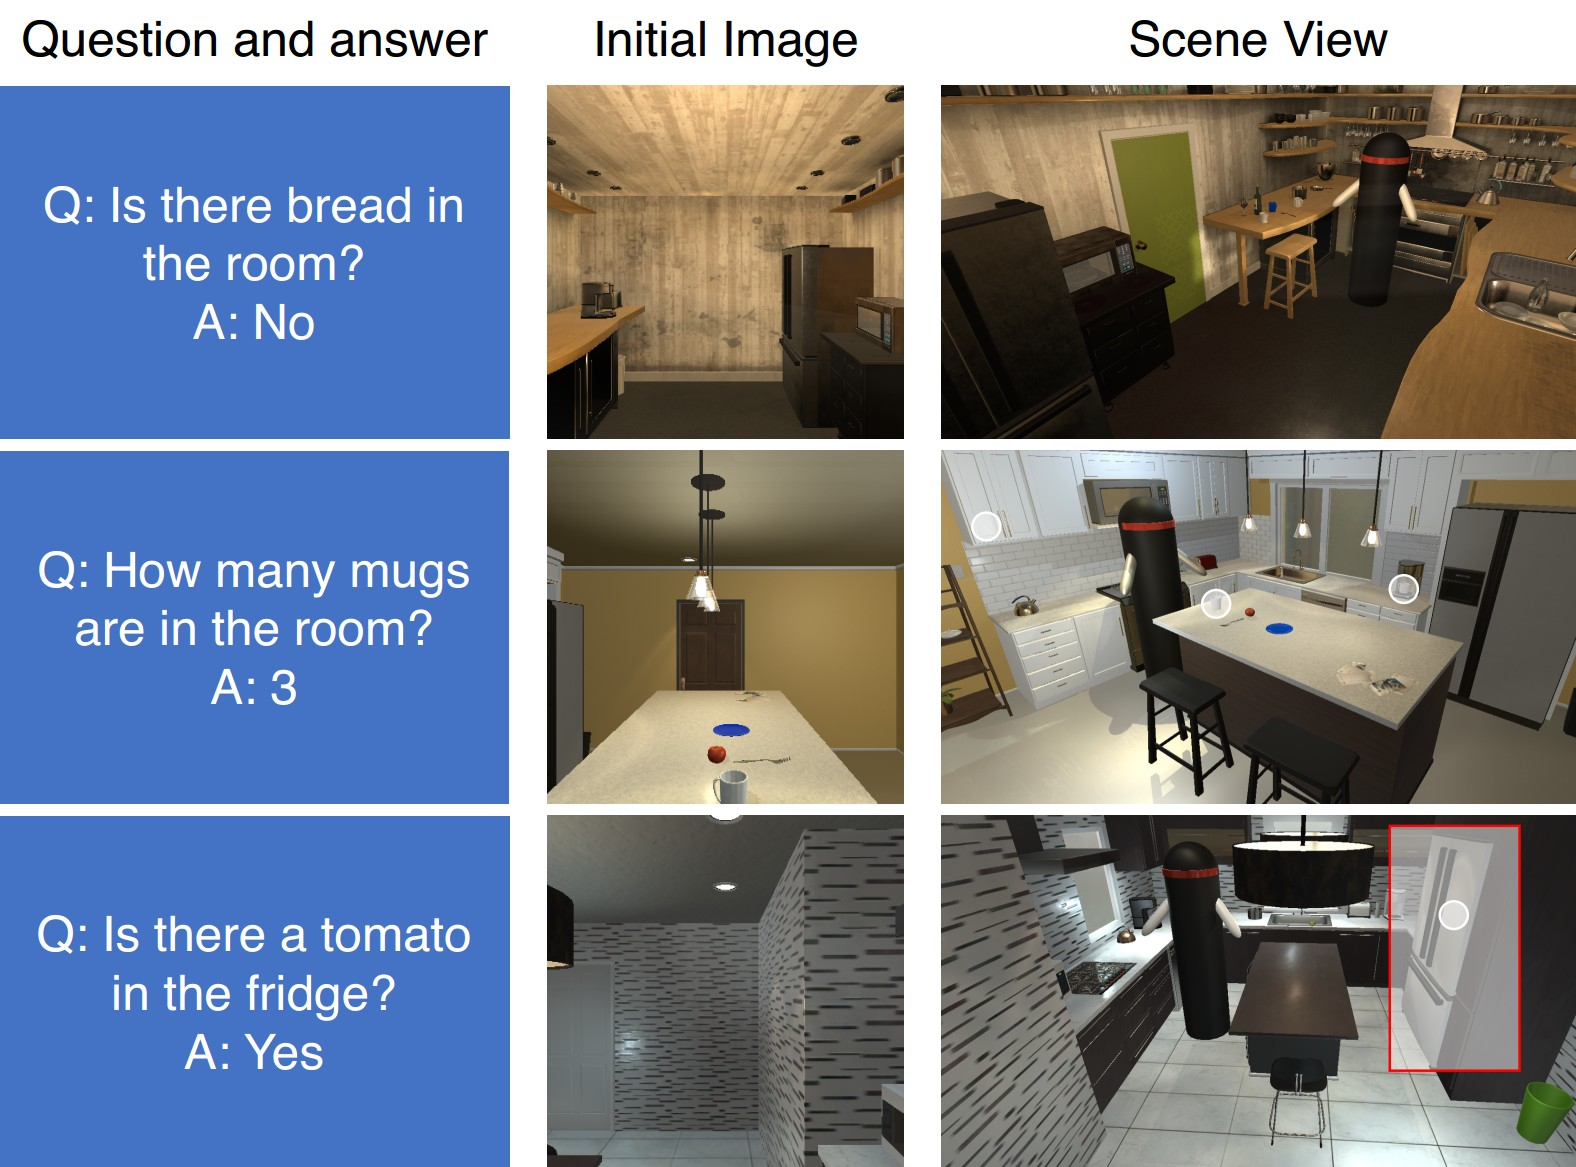 Question and answer
Initial Image
Scene View
Q: Is there bread in
the room?
A: No
Q: How many mugs
are in the room?
A: 3
Q: Is there a tomato
in the fridge?
A: Yes